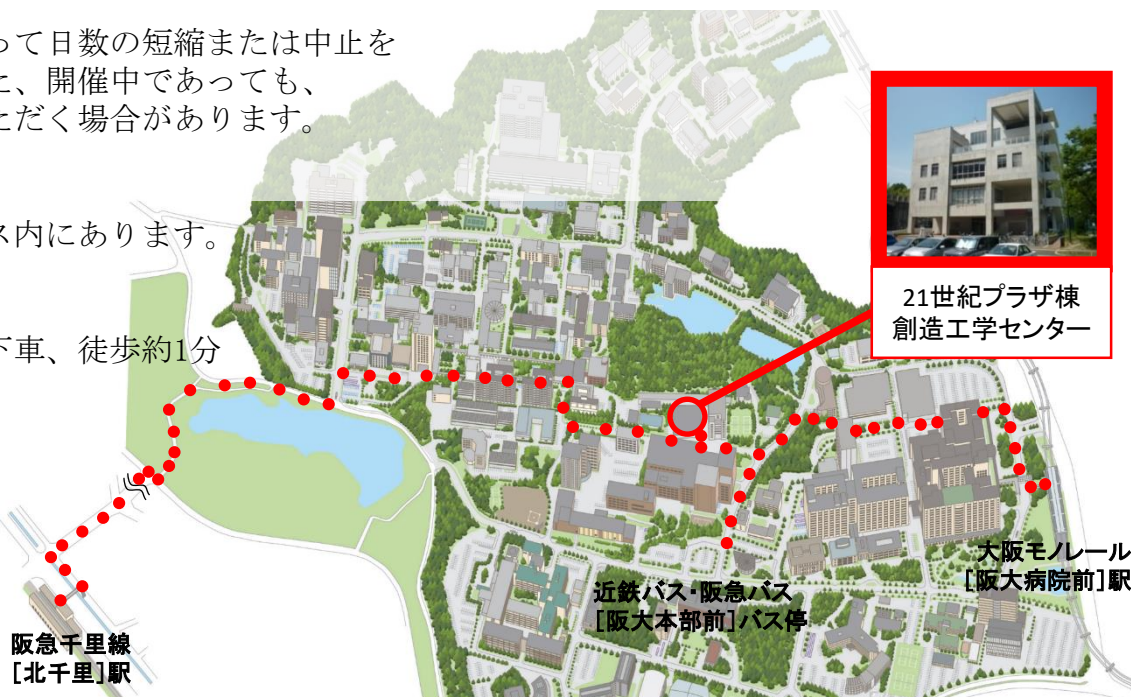 って日数の短縮または中止を
こ、開催中であっても、
ただく場合があります。
ス内にあります。
下車、徒歩約1分
21世紀プラザ棟
創造工学センター
近鉄バス・阪急バス
[阪大本部前]バス停
大阪モノレール
[阪大病院前]駅
阪急千里線
[北千里]駅